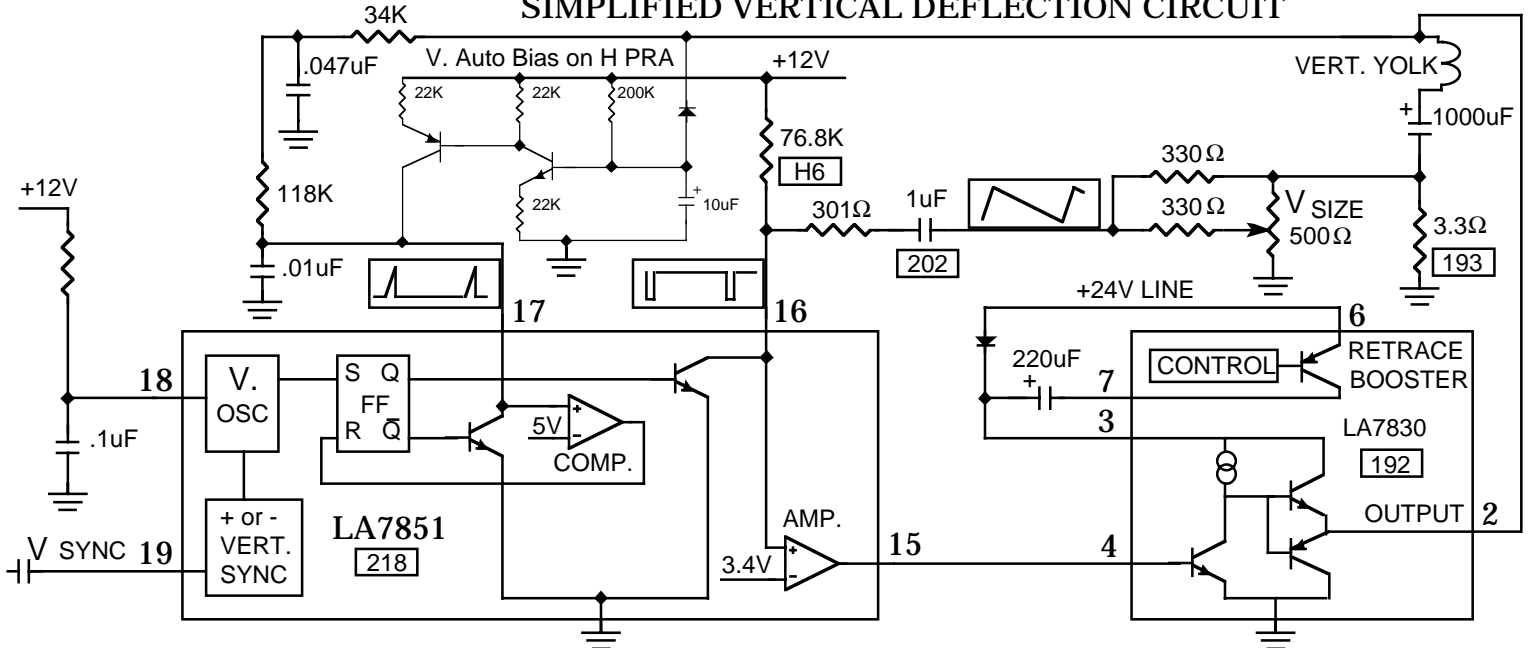 SIMPLIFIED VERTICAL DEFLECTION CIRCUIT
34K
.047uF
V. Auto Bias on H PRA
+12V
VERT. YOLK
22K
22K
200K
+
1000uF
76.8K
H6
330Ω
+12V
118K
22K
+
10uF
301Ω
1uF
202
330Ω
V SIZE
500Ω
3.3Ω
193
.01uF
17
16
+24V LINE
6
RETRACE
BOOSTER
CONTROL
220uF
+
7
18
V.
OSC
S Q
FF
R Q̅
+
5V
-
COMP.
3
LA7830
192
.1uF
OUTPUT 2
+ or -
VERT.
SYNC
LA7851
218
AMP.
+
3.4V
-
15
4
V SYNC 19